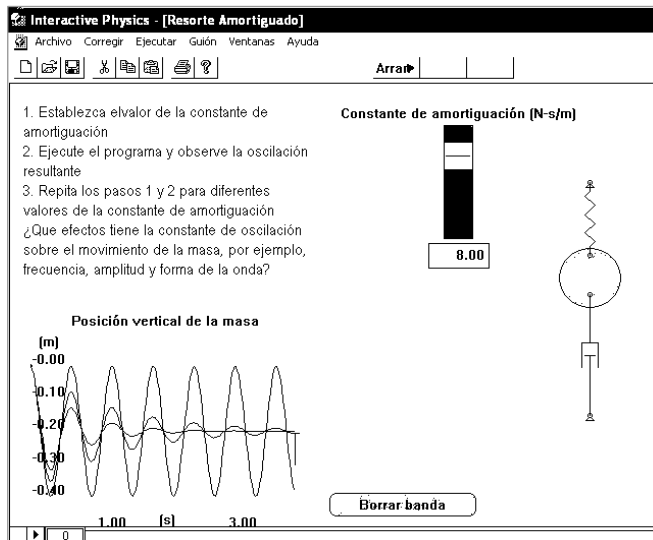 Interactive Physics - [Resorte Amortiguado]
Archivo Corregir Ejecutar Guión Ventanas Ayuda
Arran
1. Establezca elvalor de la constante de
amortiguación
2. Ejecute el programa y observe la oscilación
resultante
3. Repita los pasos 1 y 2 para diferentes
valores de la constante de amortiguación
¿Que efectos tiene la constante de oscilación
sobre el movimiento de la masa, por ejemplo,
frecuencia, amplitud y forma de la onda?
Constante de amortiguación (N-s/m)
8.00
Posición vertical de la masa
(m)
-0.00
-0.10
-0.20
-0.30
-0.40
1.00 (s) 3.00
Borrar banda
0